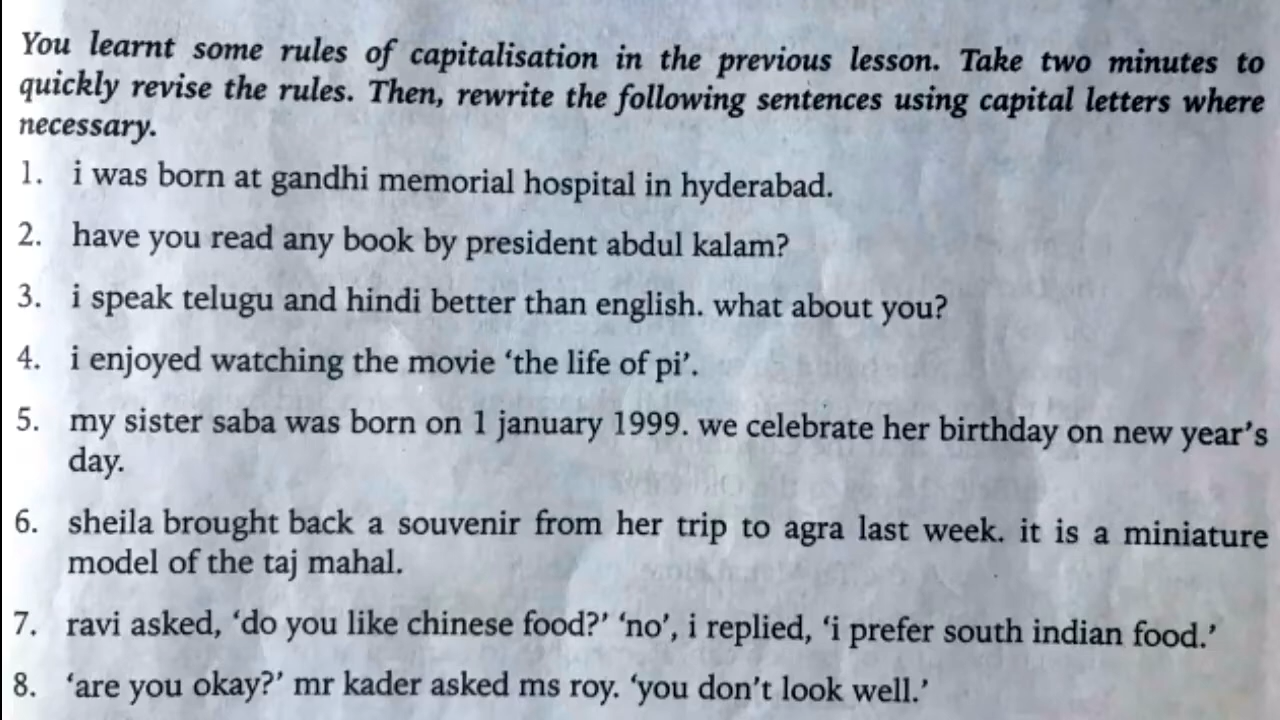 You learnt some rules of capitalisation in the previous lesson. Take two minutes to
quickly revise the rules. Then, rewrite the following sentences using capital letters where
necessary.
1. i was born at gandhi memorial hospital in hyderabad.
2. have you read any book by president abdul kalam?
3. i speak telugu and hindi better than english. what about you?
4. i enjoyed watching the movie ‘the life of pi’.
5. my sister saba was born on 1 january 1999. we celebrate her birthday on new year’s
day.
6. sheila brought back a souvenir from her trip to agra last week. it is a miniature
model of the taj mahal.
7. ravi asked, ‘do you like chinese food?’ ‘no’, i replied, ‘i prefer south indian food.’
8. ‘are you okay?’ mr kader asked ms roy. ‘you don’t look well.’